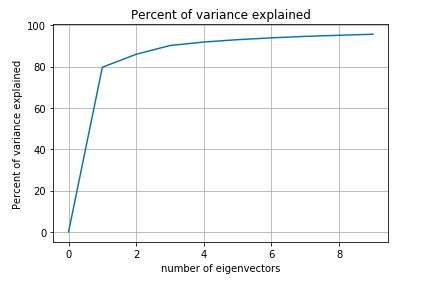 Percent of variance explained
100
80
60
40
20
0
Percent of variance explained
0 2 4 6 8
number of eigenvectors